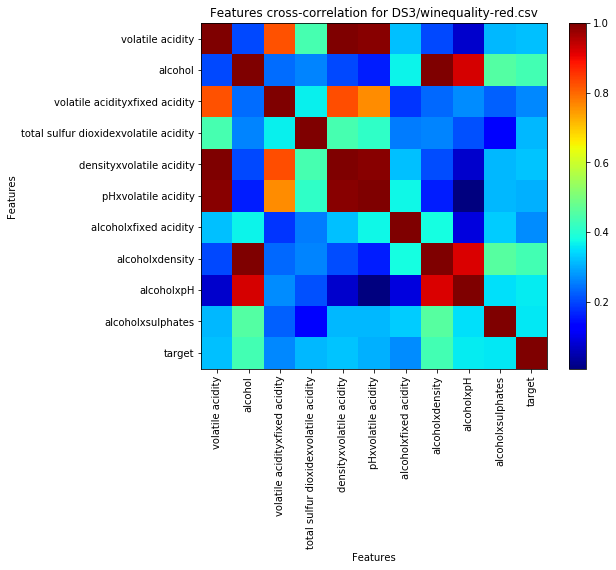 Features cross-correlation for DS3/winequality-red.csv
Features
volatile acidity
alcohol
volatile acidityxfixed acidity
total sulfur dioxidexvolatile acidity
densityxvolatile acidity
pHxvolatile acidity
alcoholxfixed acidity
alcoholxdensity
alcoholxpH
alcoholxsulphates
target
1.0
0.8
0.6
0.4
0.2
volatile acidity
alcohol
volatile acidityxfixed acidity
total sulfur dioxidexvolatile acidity
densityxvolatile acidity
pHxvolatile acidity
alcoholxfixed acidity
alcoholxdensity
alcoholxpH
alcoholxsulphates
target
Features